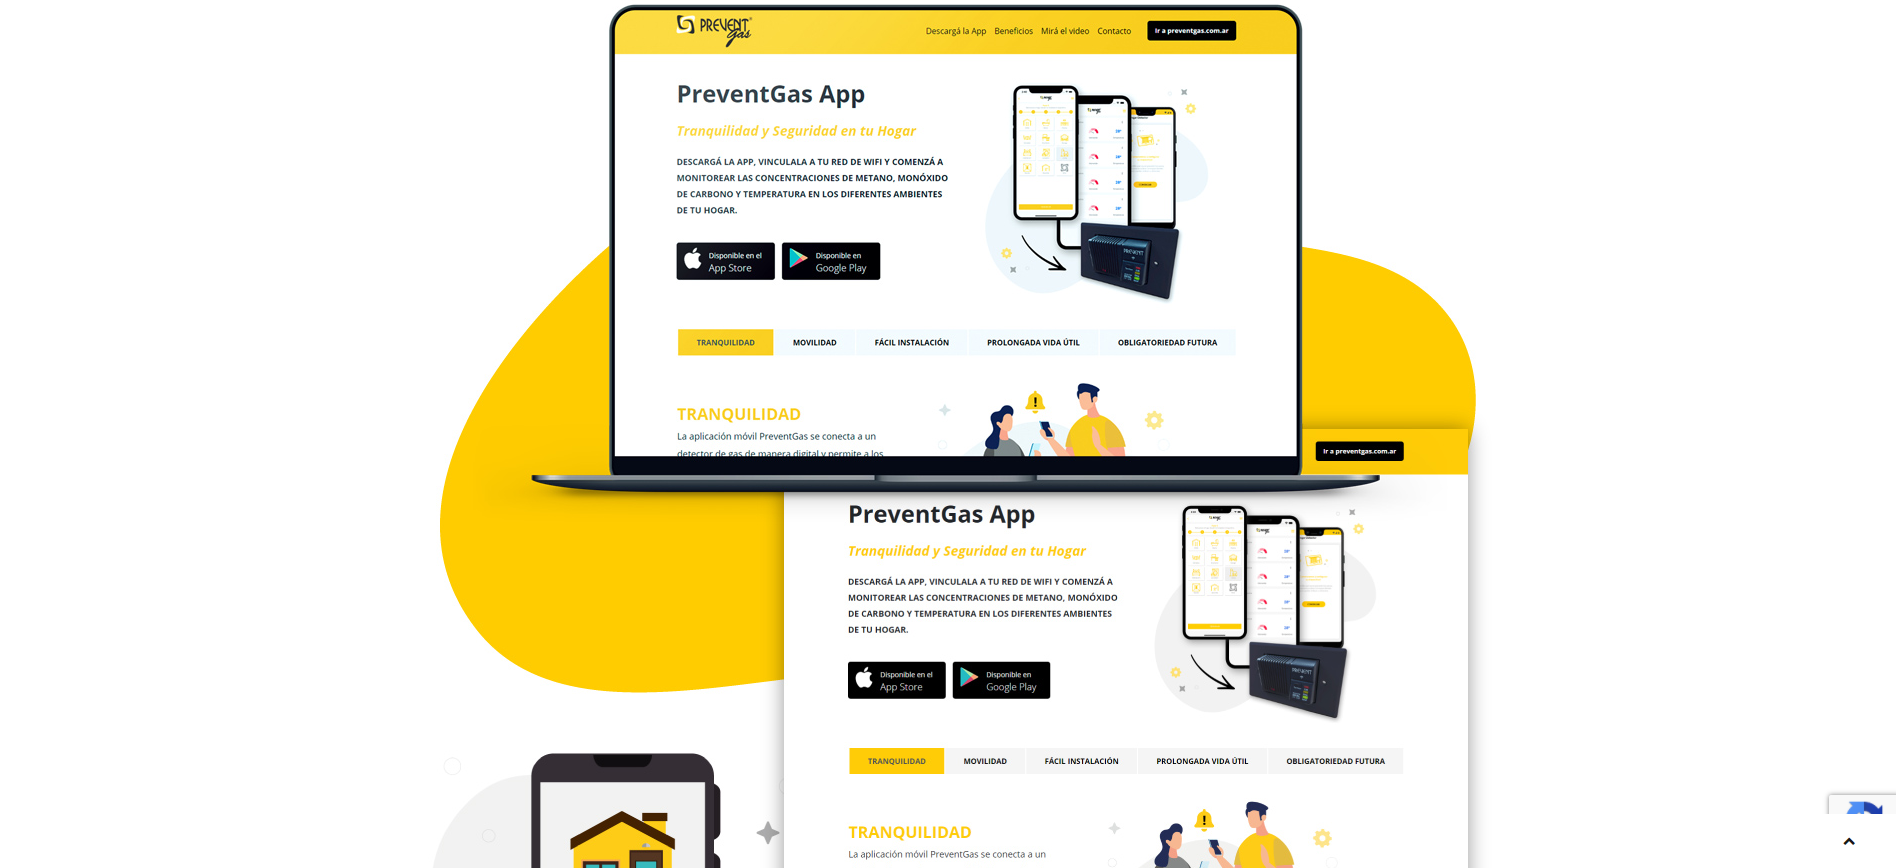 PREVENT
gas
Descargá la App Beneficios Mirá el video Contacto Ir a preventgas.com.ar
PreventGas App
Tranquilidad y Seguridad en tu Hogar
DESCARGÁ LA APP, VINCULALA A TU RED DE WIFI Y COMENZÁ A
MONITOREAR LAS CONCENTRACIONES DE METANO, MONÓXIDO
DE CARBONO Y TEMPERATURA EN LOS DIFERENTES AMBIENTES
DE TU HOGAR.
Disponible en el
App Store
Disponible en
Google Play
PREVENT
TRANQUILIDAD MOVILIDAD FÁCIL INSTALACIÓN PROLONGADA VIDA ÚTIL OBLIGATORIEDAD FUTURA
TRANQUILIDAD
La aplicación móvil PreventGas se conecta a un
detector de gas de manera digital y permite a los
Ir a preventgas.com.ar
PreventGas App
Tranquilidad y Seguridad en tu Hogar
DESCARGÁ LA APP, VINCULALA A TU RED DE WIFI Y COMENZÁ A
MONITOREAR LAS CONCENTRACIONES DE METANO, MONÓXIDO
DE CARBONO Y TEMPERATURA EN LOS DIFERENTES AMBIENTES
DE TU HOGAR.
Disponible en el
App Store
Disponible en
Google Play
PREVENT
TRANQUILIDAD MOVILIDAD FÁCIL INSTALACIÓN PROLONGADA VIDA ÚTIL OBLIGATORIEDAD FUTURA
TRANQUILIDAD
La aplicación móvil PreventGas se conecta a un